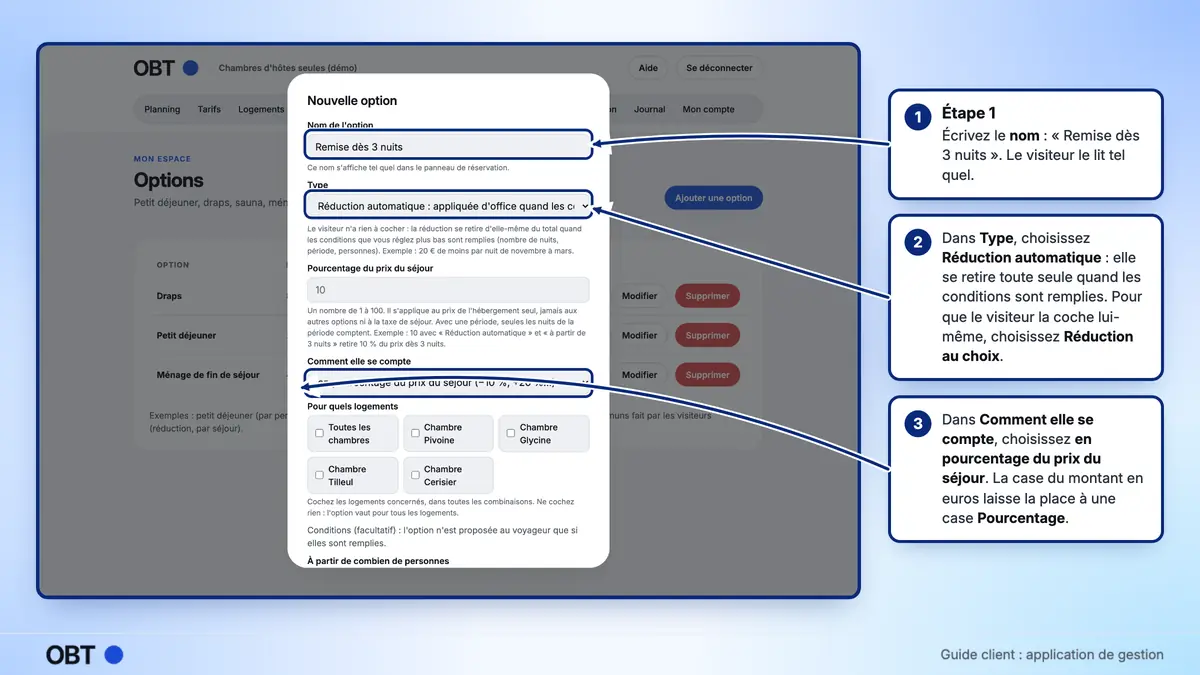 OBT
Chambres d'hôtes seules (démo)
Aide
Se déconnecter
Planning
Tarifs
Logements
Journal
Mon compte
MON ESPACE
Options
Petit déjeuner, draps, sauna,
Ajouter une option
OPTION
Draps
Modifier
Supprimer
Petit déjeuner
Modifier
Supprimer
Ménage de fin de séjour
Modifier
Supprimer
Exemples : petit déjeuner (par
(réduction, par séjour).
fait par les visiteurs
Nouvelle option
Nom de l'option
Remise dès 3 nuits
Ce nom s'affiche tel quel dans le panneau de réservation.
Type
Réduction automatique : appliquée d'office quand les
Le visiteur n'a rien à cocher : la réduction se retire d'elle-même du total quand
les conditions que vous réglez plus bas sont remplies (nombre de nuits,
période, personnes). Exemple : 20 € de moins par nuit de novembre à mars.
Pourcentage du prix du séjour
10
Un nombre de 1 à 100. Il s'applique au prix de l'hébergement seul, jamais aux
autres options ni à la taxe de séjour. Avec une période, seules les nuits de la
période comptent. Exemple : 10 avec « Réduction automatique » et « à partir de
3 nuits » retire 10 % du prix dès 3 nuits.
Comment elle se compte
du prix du séjour
Pour quels logements
Toutes les
chambres
Chambre
Pivoine
Chambre
Glycine
Chambre
Tilleul
Chambre
Cerisier
Cochez les logements concernés, dans toutes les combinaisons. Ne cochez
rien : l'option vaut pour tous les logements.
Conditions (facultatif) : l'option n'est proposée au voyageur que si
elles sont remplies.
À partir de combien de personnes
1
Étape 1
Écrivez le nom : « Remise dès
3 nuits ». Le visiteur le lit tel
quel.
2
Dans Type, choisissez
Réduction automatique : elle
se retire toute seule quand les
conditions sont remplies. Pour
que le visiteur la coche lui-
même, choisissez Réduction
au choix.
3
Dans Comment elle se
compte, choisissez en
pourcentage du prix du
séjour. La case du montant en
euros laisse la place à une
case Pourcentage.
OBT
Guide client : application de gestion